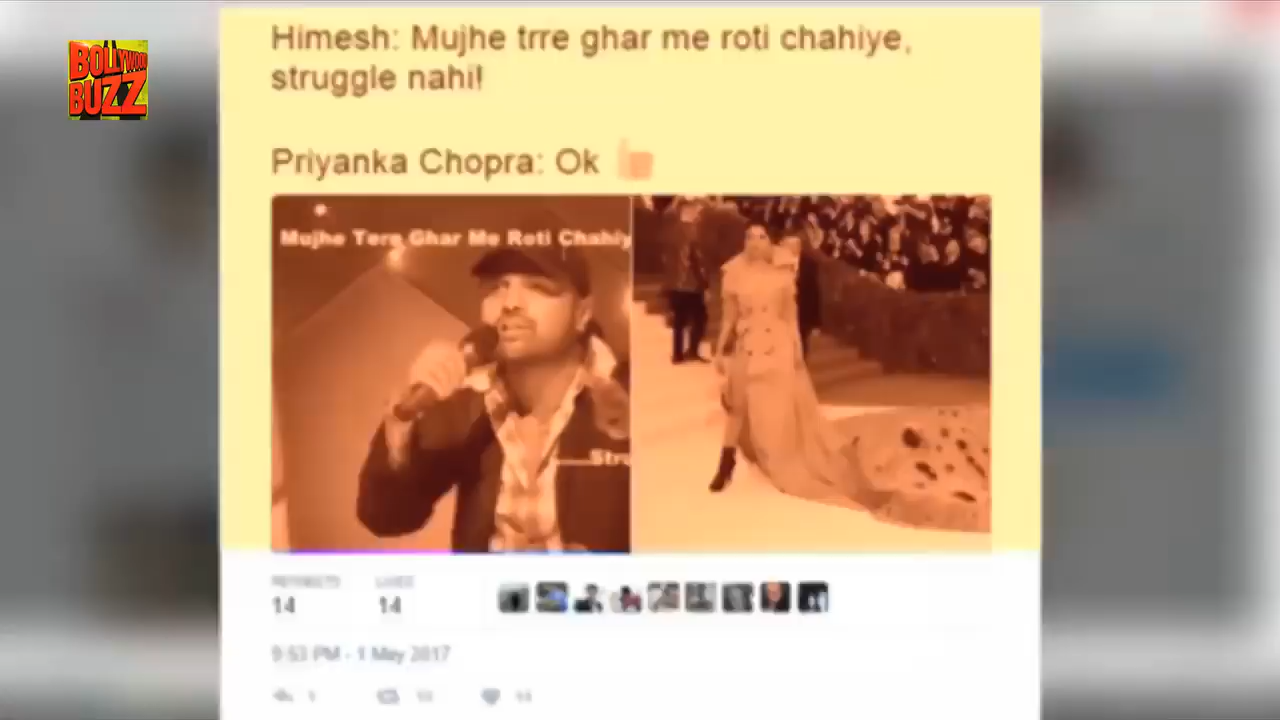 BOLLYWOOD
BUZZ
Himesh: Mujhe trre ghar me roti chahiye,
struggle nahi!
Priyanka Chopra: Ok
Mujhe Tere Ghar Me Roti Chahiy
Stru
RETWEETS
LIKES
14
14
9:53 PM - 1 May 2017